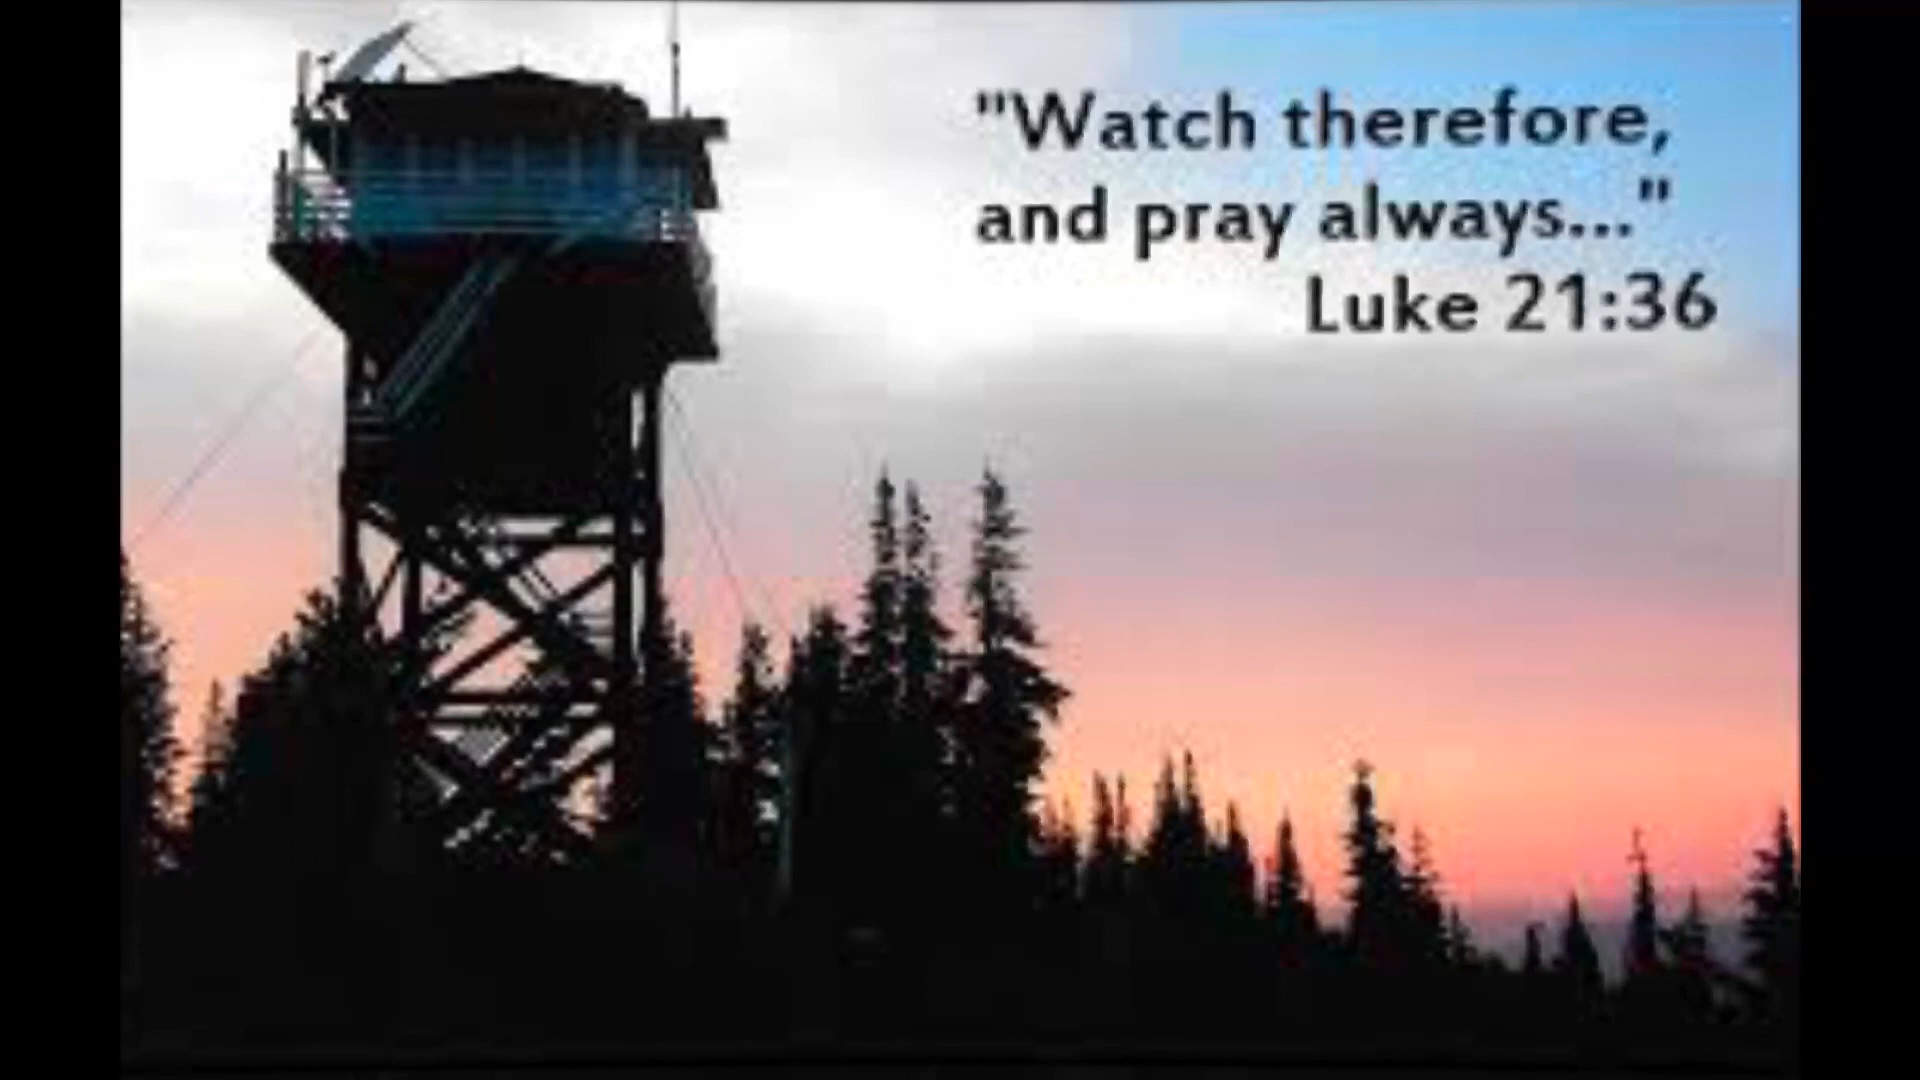 "Watch therefore,
and pray always..."
Luke 21:36